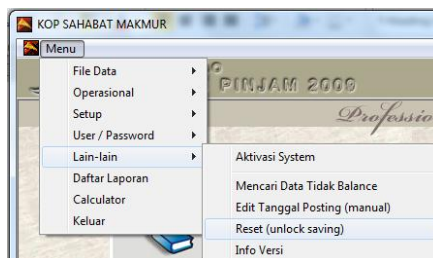 KOP SAHABAT MAKMUR
Menu
PINJAM 2009
Professio
File Data
Operasional
Setup
User / Password
Lain-lain
Daftar Laporan
Calculator
Keluar
Aktivasi System
Mencari Data Tidak Balance
Edit Tanggal Posting (manual)
Reset (unlock saving)
Info Versi